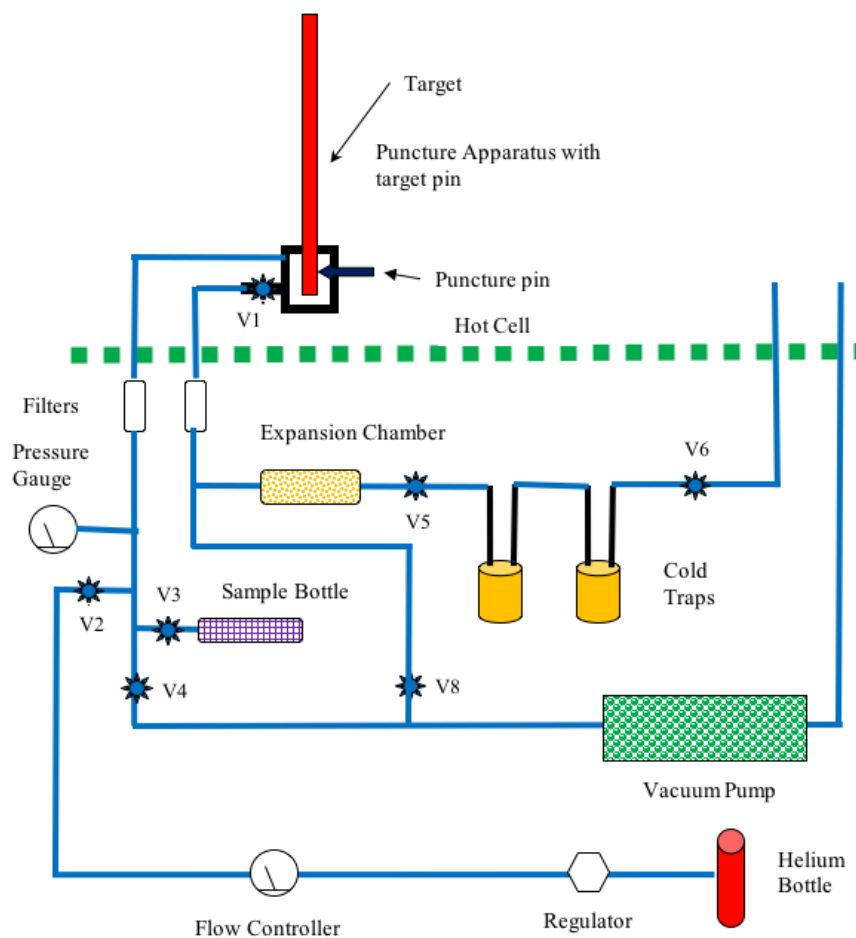 Target
Puncture Apparatus with
target pin
Puncture pin
V1
Hot Cell
Filters
Expansion Chamber
Pressure
Gauge
V6
V5
Cold
Traps
V3
Sample Bottle
V2
V4
V8
Vacuum Pump
Helium
Bottle
Flow Controller
Regulator